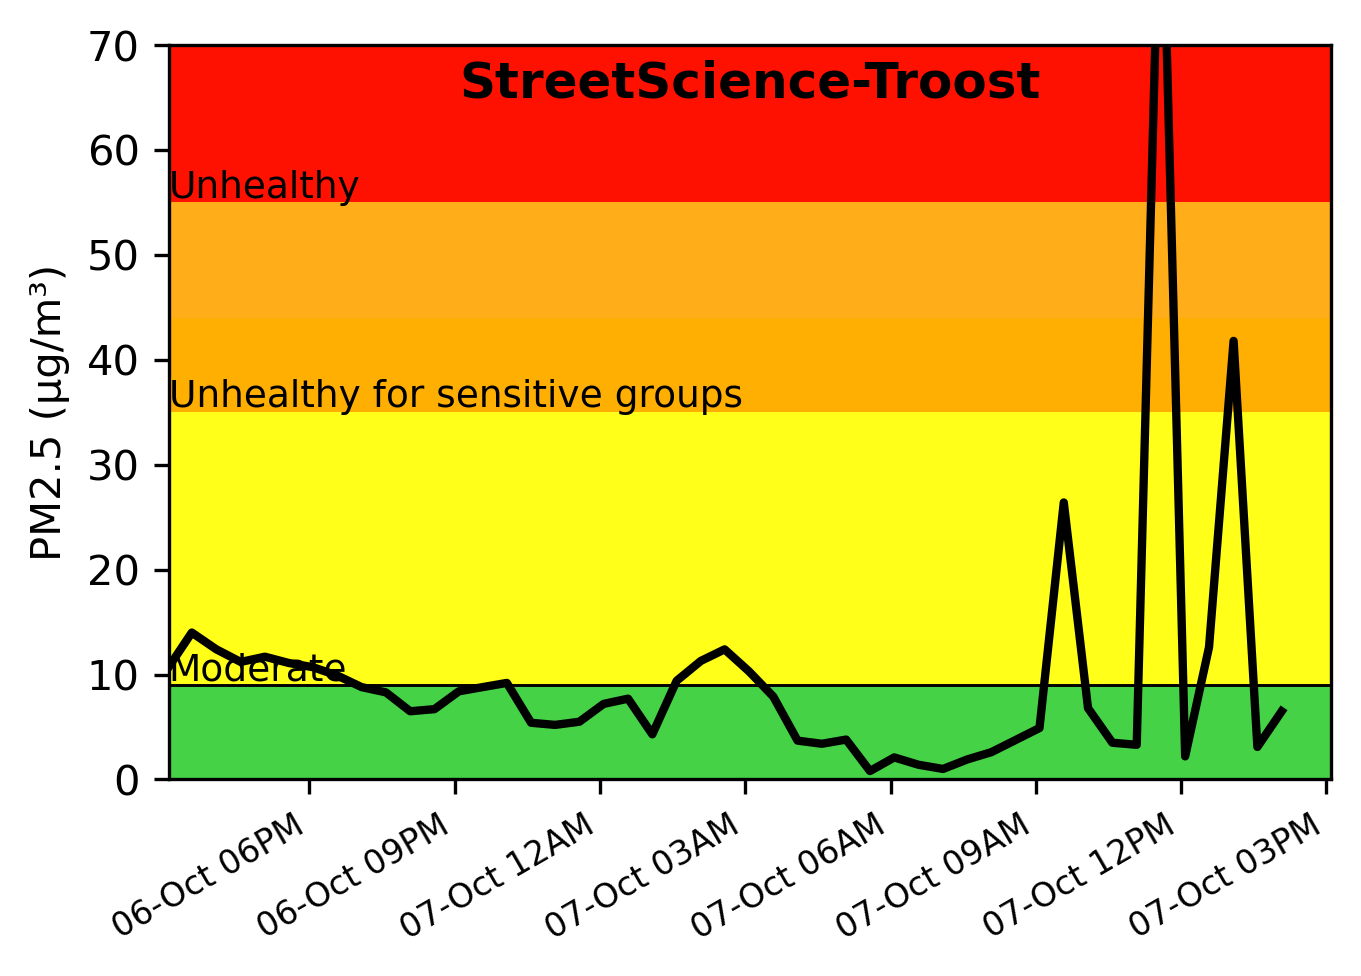 StreetScience-Troost
PM2.5 (µg/m³)
70
60
50
40
30
20
10
0
Unhealthy
Unhealthy for sensitive groups
Moderate
06-Oct 06PM
06-Oct 09PM
07-Oct 12AM
07-Oct 03AM
07-Oct 06AM
07-Oct 09AM
07-Oct 12PM
07-Oct 03PM